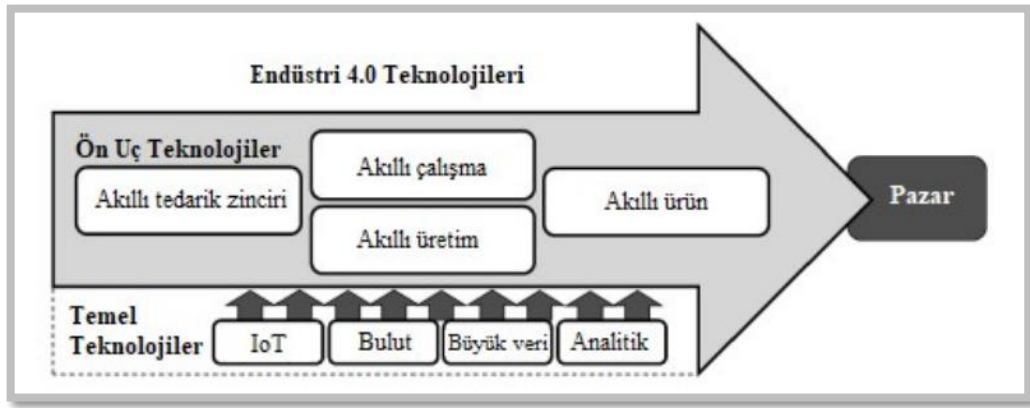 Endüstri 4.0 Teknolojileri
Ön Uç Teknolojiler
Akıllı tedarik zinciri
Akıllı çalışma
Akıllı üretim
Akıllı ürün
Pazar
Temel
Teknolojiler
IoT
Bulut
Büyük veri
Analitik